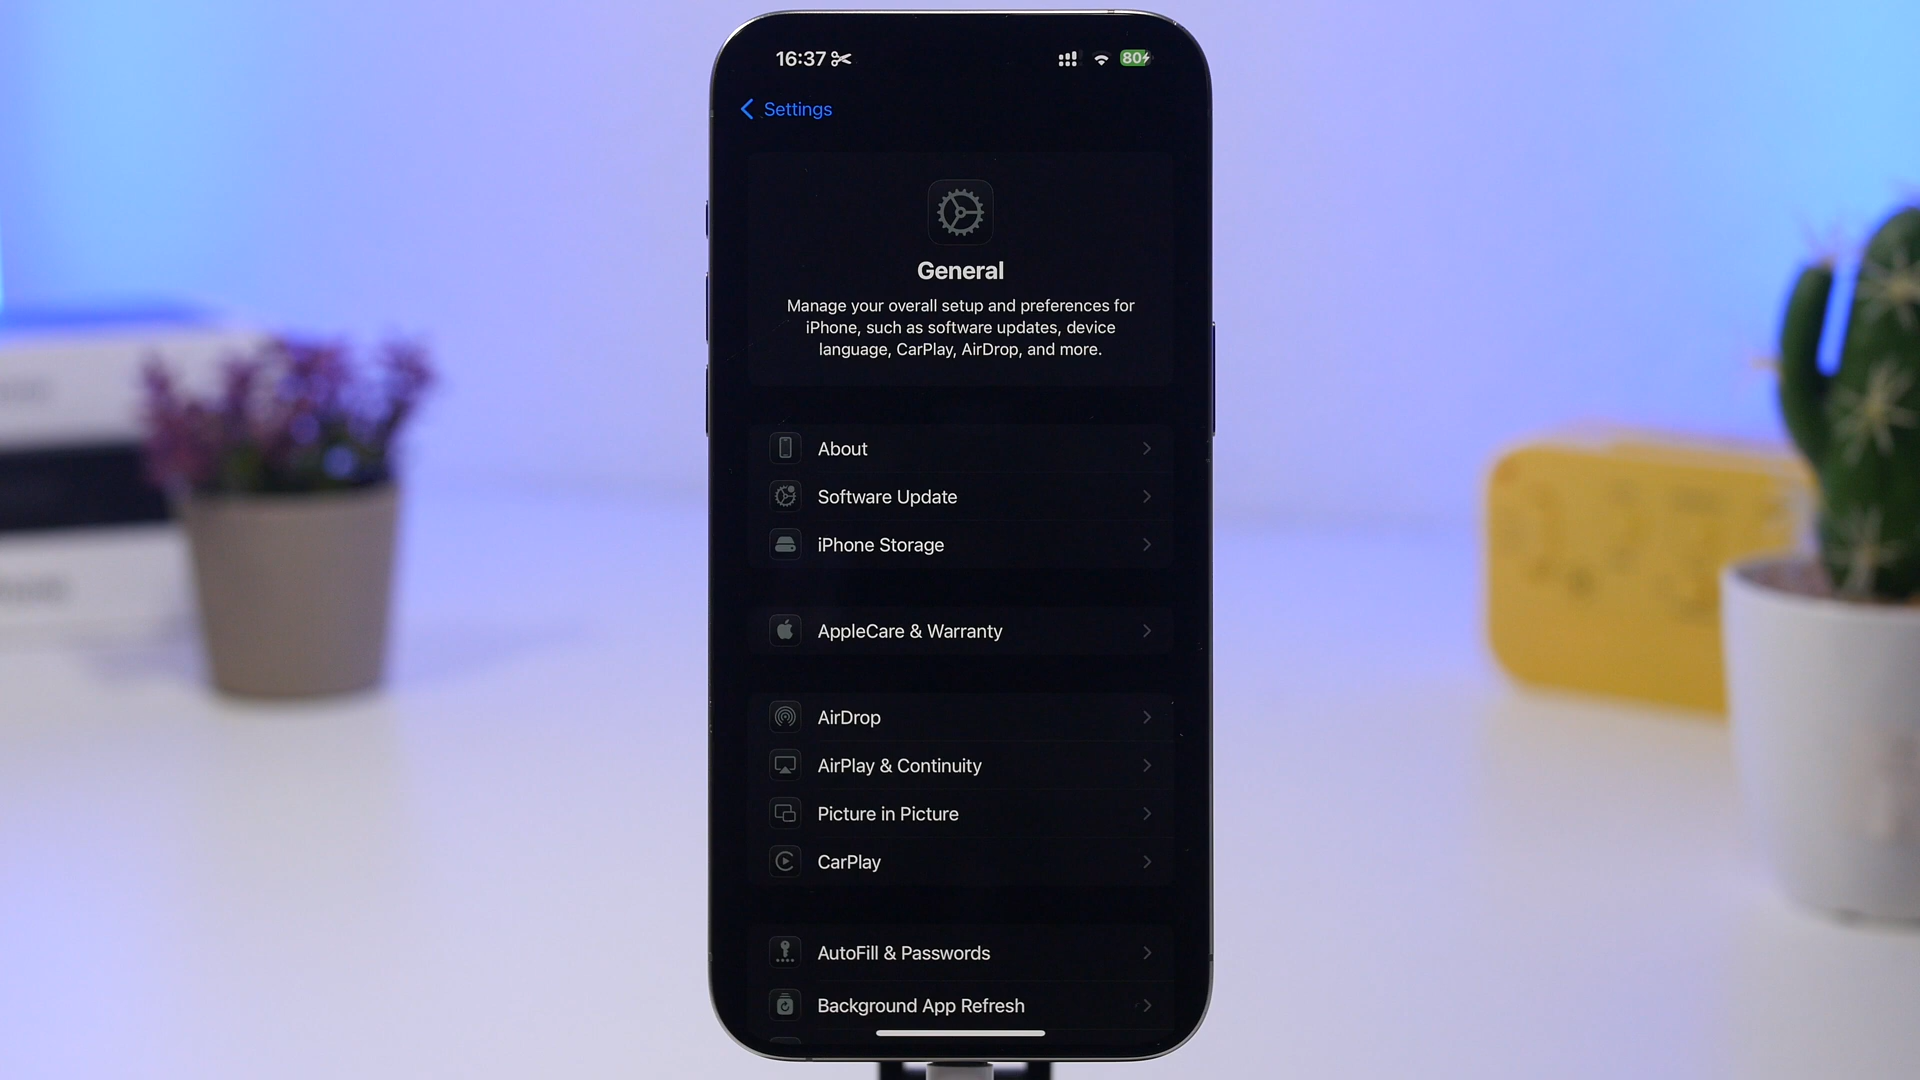 16:37
80
Settings
General
Manage your overall setup and preferences for
iPhone, such as software updates, device
language, CarPlay, AirDrop, and more.
About
Software Update
iPhone Storage
AppleCare & Warranty
AirDrop
AirPlay & Continuity
Picture in Picture
CarPlay
AutoFill & Passwords
Background App Refresh